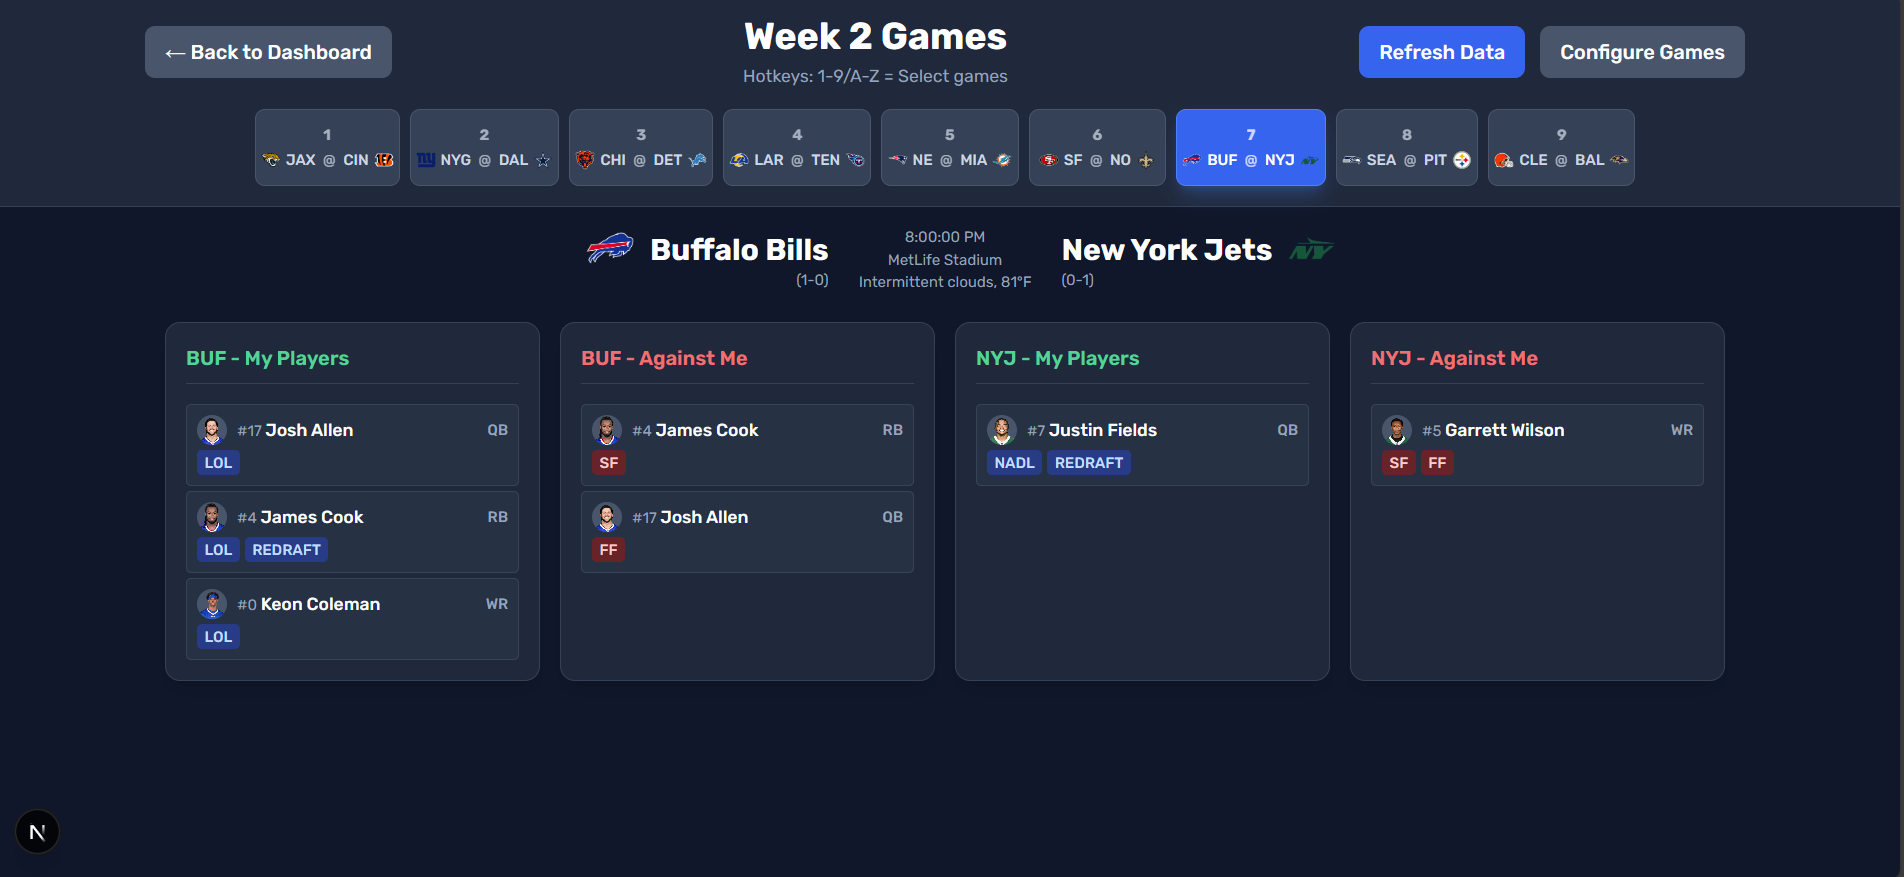 ← Back to Dashboard
Week 2 Games
Hotkeys: 1-9/A-Z = Select games
Refresh Data
Configure Games
1
JAX @ CIN
2
NYG @ DAL
3
CHI @ DET
4
LAR @ TEN
5
NE @ MIA
6
SF @ NO
7
BUF @ NYJ
8
SEA @ PIT
9
CLE @ BAL
Buffalo Bills
(1-0)
8:00:00 PM
MetLife Stadium
Intermittent clouds, 81°F
New York Jets
(0-1)
BUF - My Players
#17 Josh Allen QB
LOL
#4 James Cook RB
LOL REDRAFT
#0 Keon Coleman WR
LOL
BUF - Against Me
#4 James Cook RB
SF
#17 Josh Allen QB
FF
NYJ - My Players
#7 Justin Fields QB
NADL REDRAFT
NYJ - Against Me
#5 Garrett Wilson WR
SF FF
N